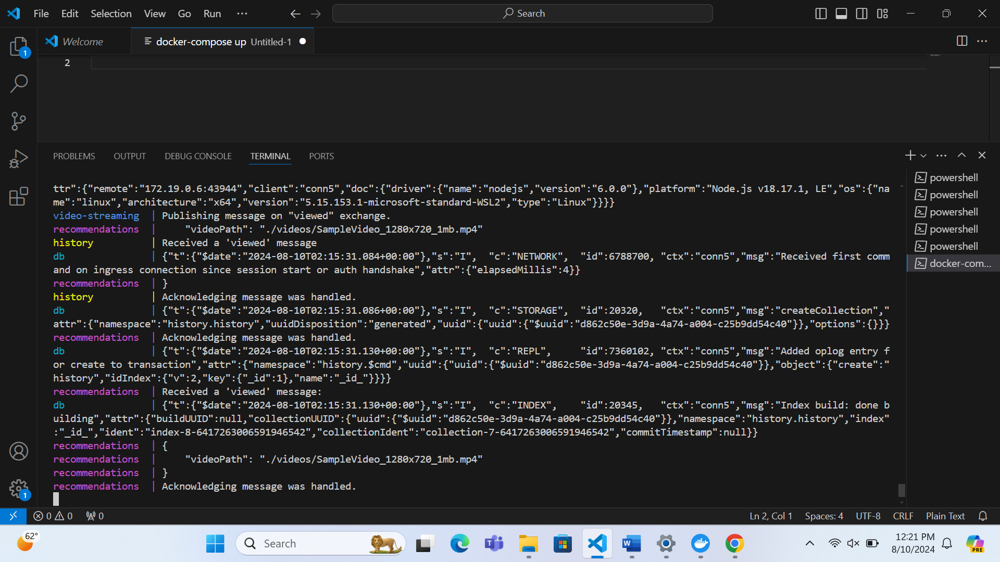 File Edit Selection View Go Run ··· Search
1 Welcome docker-compose up Untitled-1
2
PROBLEMS OUTPUT DEBUG CONSOLE TERMINAL PORTS
ttr":{"remote":"172.19.0.6:43944","client":"conn5","doc":{"driver":{"name":"nodejs","version":"6.0.0"},"platform":"Node.js v18.17.1, LE","os":{"na
me":"linux","architecture":"x64","version":"5.15.153.1-microsoft-standard-WSL2","type":"Linux"}}}}
video-streaming | Publishing message on "viewed" exchange.
recommendations | "videoPath": "./videos/SampleVideo_1280x720_1mb.mp4"
history | Received a 'viewed' message
db | {"t":{"$date":"2024-08-10T02:15:31.084+00:00"},"s":"I", "c":"NETWORK", "id":6788700, "ctx":"conn5","msg":"Received first comm
and on ingress connection since session start or auth handshake","attr":{"elapsedMillis":4}}
recommendations | }
history | Acknowledging message was handled.
db | {"t":{"$date":"2024-08-10T02:15:31.086+00:00"},"s":"I", "c":"STORAGE", "id":20320, "ctx":"conn5","msg":"createCollection","
attr":{"namespace":"history.history","uuidDisposition":"generated","uuid":{"uuid":{"$uuid":"d862c50e-3d9a-4a74-a004-c25b9dd54c40"}},"options":{}}}
recommendations | Acknowledging message was handled.
db | {"t":{"$date":"2024-08-10T02:15:31.130+00:00"},"s":"I", "c":"REPL", "id":7360102, "ctx":"conn5","msg":"Added oplog entry f
or create to transaction","attr":{"namespace":"history.$cmd","uuid":{"uuid":{"$uuid":"d862c50e-3d9a-4a74-a004-c25b9dd54c40"}},"object":{"create":"
history","idIndex":{"v":2,"key":{"_id":1},"name":"_id_"}}}}
recommendations | Received a 'viewed' message:
db | {"t":{"$date":"2024-08-10T02:15:31.130+00:00"},"s":"I", "c":"INDEX", "id":20345, "ctx":"conn5","msg":"Index build: done b
uilding","attr":{"buildUUID":null,"collectionUUID":{"uuid":{"$uuid":"d862c50e-3d9a-4a74-a004-c25b9dd54c40"}},"namespace":"history.history","index"
:"_id_","ident":"index-8-6417263006591946542","collectionIdent":"collection-7-6417263006591946542","commitTimestamp":null}}
recommendations | {
recommendations | "videoPath": "./videos/SampleVideo_1280x720_1mb.mp4"
recommendations | }
recommendations | Acknowledging message was handled.
powershell
powershell
powershell
powershell
powershell
docker-com...
1
0 0 0 Ln 2, Col 1 Spaces: 4 UTF-8 CRLF Plain Text
62° Search 12:21 PM
8/10/2024
PRE